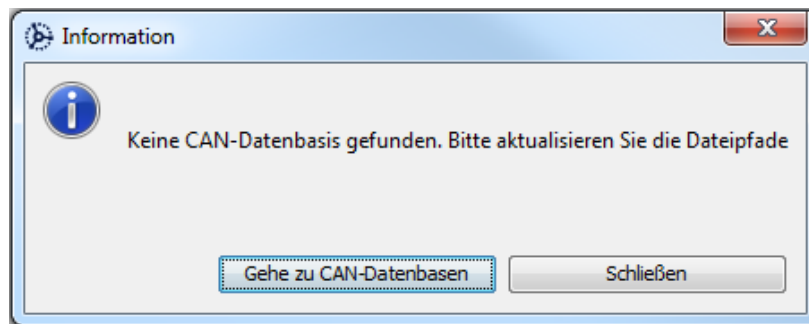 Information
Keine CAN-Datenbasis gefunden. Bitte aktualisieren Sie die Dateipfade
Gehe zu CAN-Datenbasen
Schließen